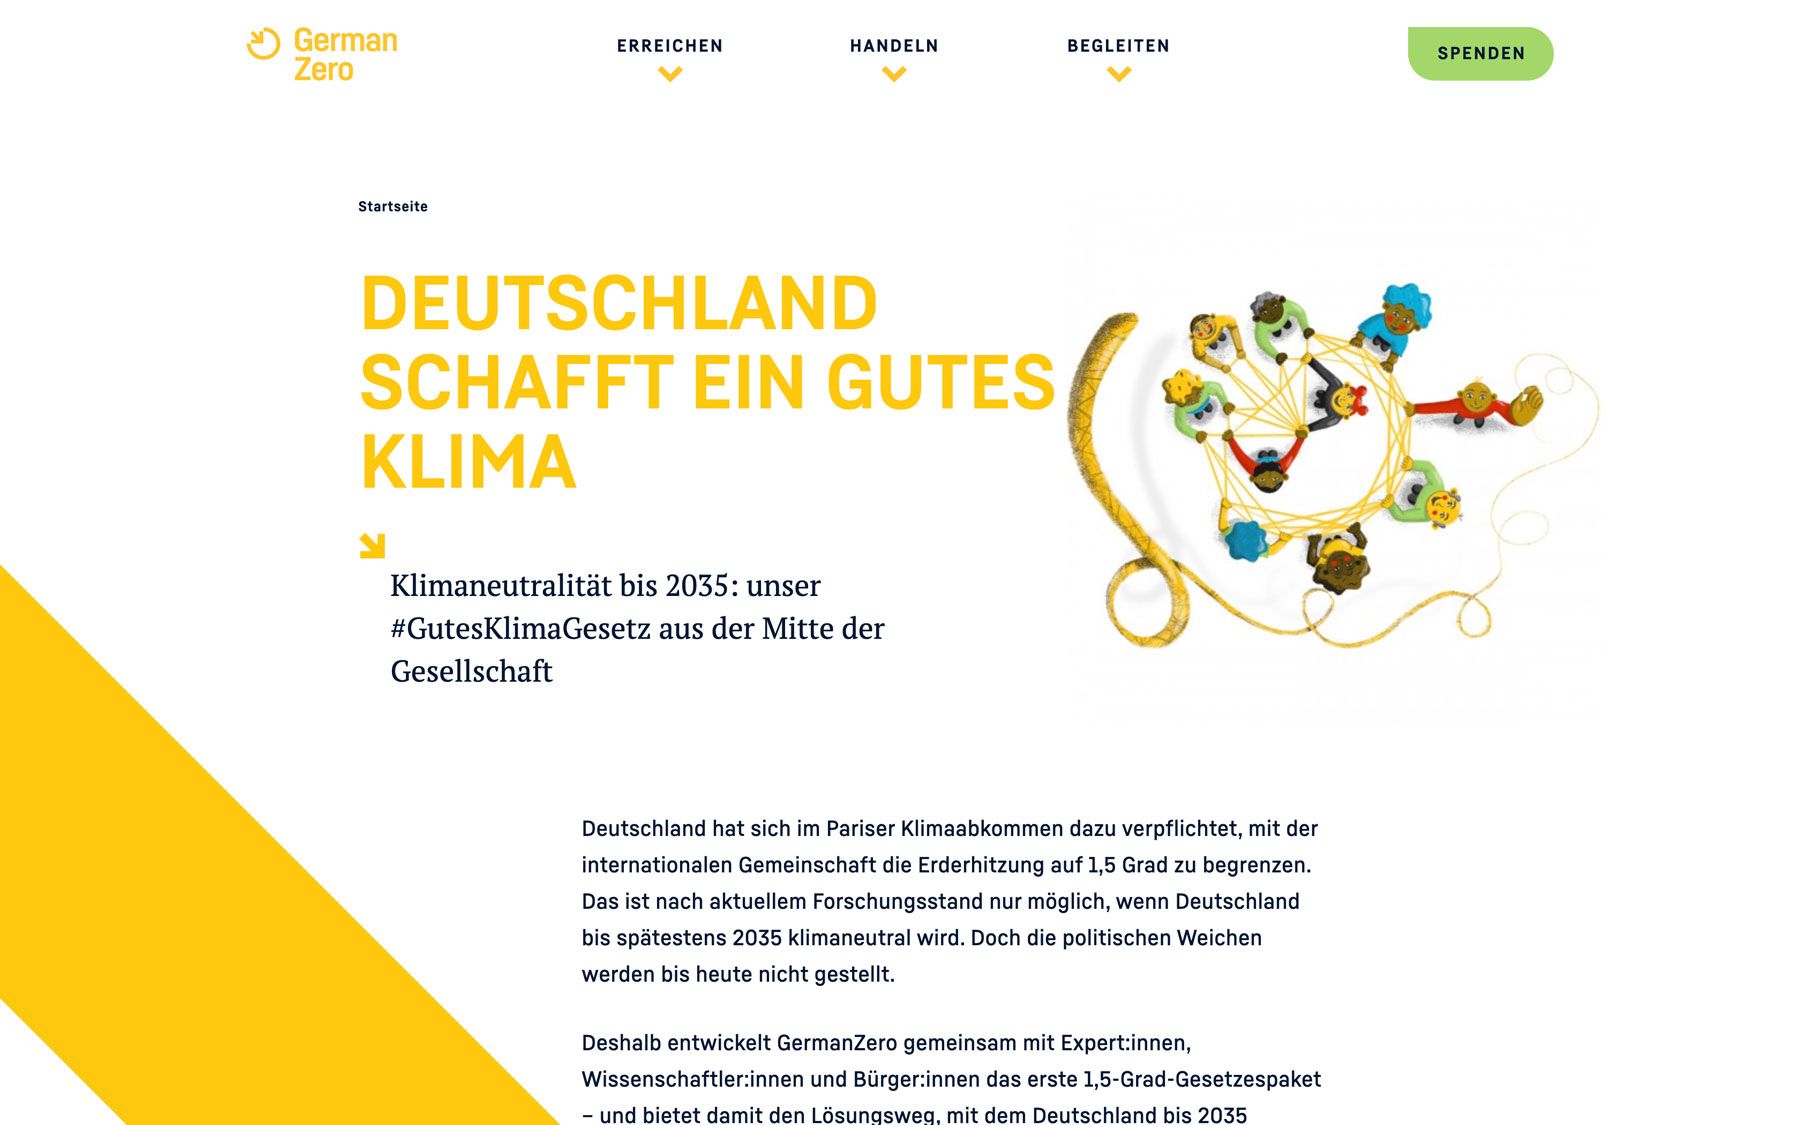 German
Zero
ERREICHEN
HANDELN
BEGLEITEN
SPENDEN
Startseite
DEUTSCHLAND
SCHAFFT EIN GUTES
KLIMA
Klimaneutralität bis 2035: unser
#GutesKlimaGesetz aus der Mitte der
Gesellschaft
Deutschland hat sich im Pariser Klimaabkommen dazu verpflichtet, mit der
internationalen Gemeinschaft die Erderhitzung auf 1,5 Grad zu begrenzen.
Das ist nach aktuellem Forschungsstand nur möglich, wenn Deutschland
bis spätestens 2035 klimaneutral wird. Doch die politischen Weichen
werden bis heute nicht gestellt.
Deshalb entwickelt GermanZero gemeinsam mit Expert:innen,
Wissenschaftler:innen und Bürger:innen das erste 1,5-Grad-Gesetzespaket
– und bietet damit den Lösungsweg, mit dem Deutschland bis 2035